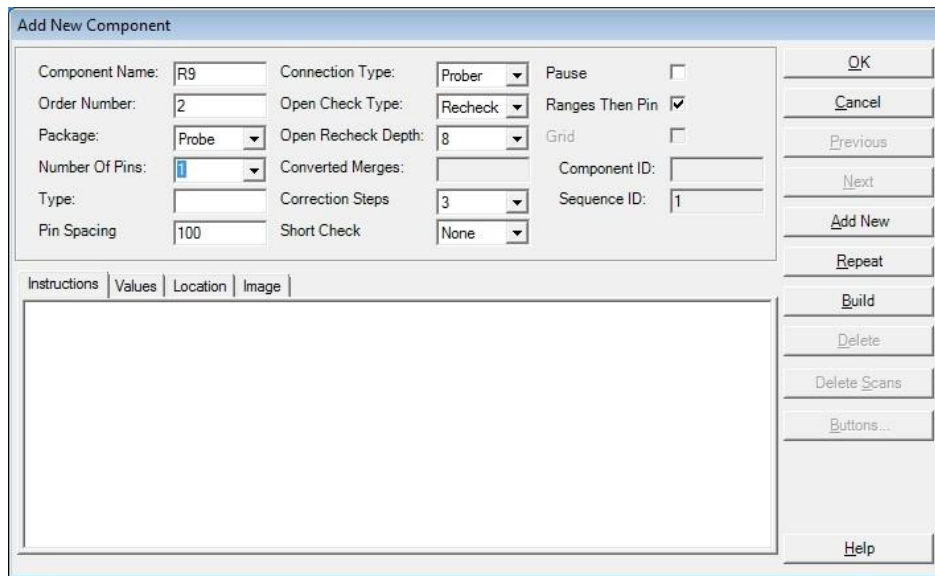 Add New Component
Component Name: R9 Connection Type: Prober Pause
Order Number: 2 Open Check Type: Recheck Ranges Then Pin
Package: Probe Open Recheck Depth: 8 Grid
Number Of Pins: 1 Converted Merges: Component ID:
Type: Correction Steps 3 Sequence ID: 1
Pin Spacing 100 Short Check None
OK
Cancel
Previous
Next
Add New
Repeat
Build
Delete
Delete Scans
Buttons...
Help
Instructions Values Location Image